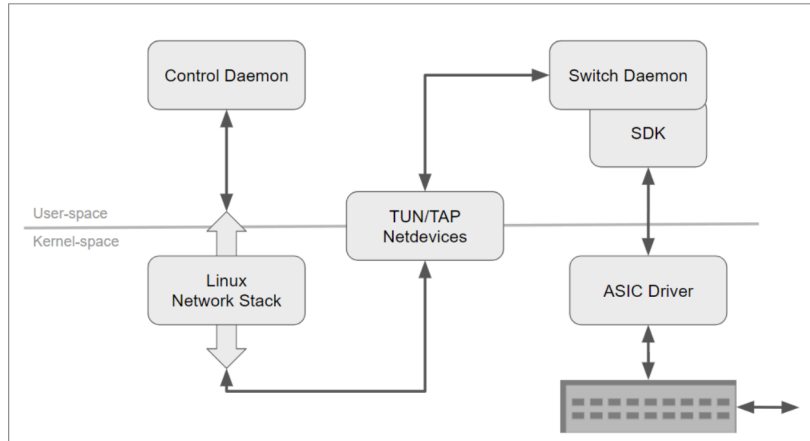 Control Daemon
Switch Daemon
SDK
User-space
Kernel-space
TUN/TAP
Netdevices
Linux
Network Stack
ASIC Driver